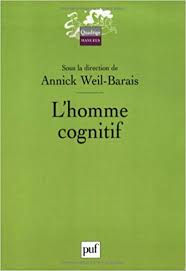 Quadrige
MANUELS
Sous la direction de
Annick Weil-Barais
L'homme
cognitif
puf